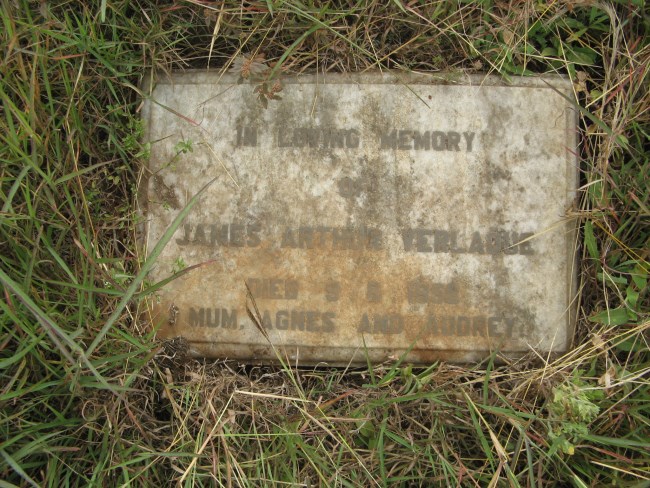 IN LOVING MEMORY
OF
JAMES ARTHUR VERLAQUE
DIED
MUM, AGNES AND AUDREY.